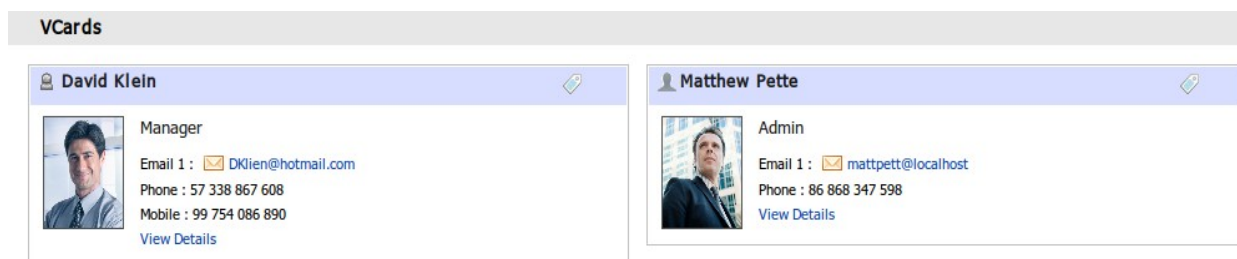 VCards
David Klein
Manager
Email 1 : DKlien@hotmail.com
Phone : 57 338 867 608
Mobile : 99 754 086 890
View Details
Matthew Pette
Admin
Email 1 : mattpett@localhost
Phone : 86 868 347 598
View Details